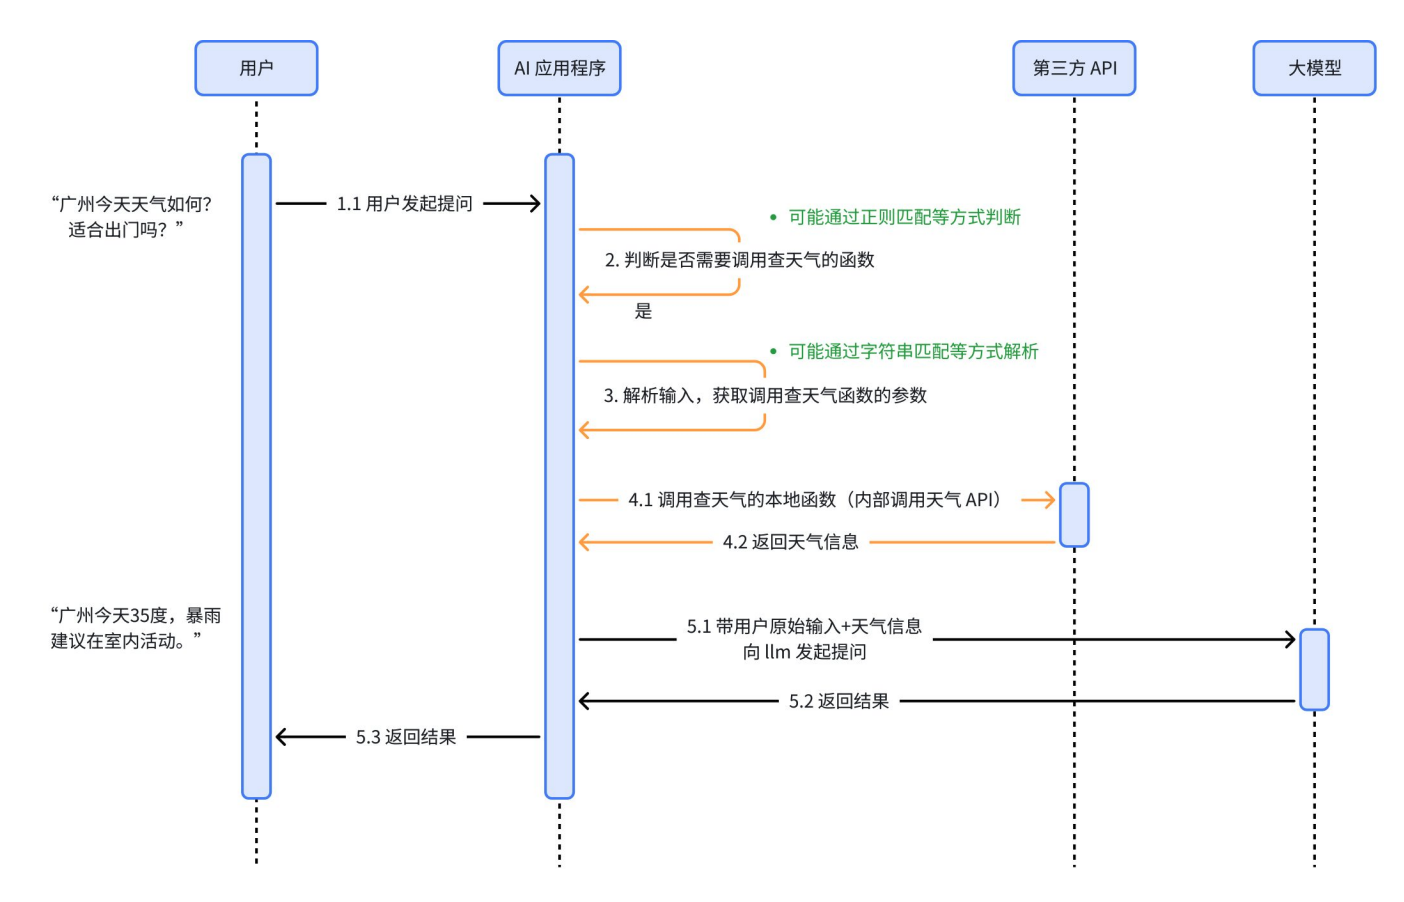 用户
AI 应用程序
第三方 API
大模型
“广州今天天气如何？
适合出门吗？”
1.1 用户发起提问
• 可能通过正则匹配等方式判断
2. 判断是否需要调用查天气的函数
是
• 可能通过字符串匹配等方式解析
3. 解析输入，获取调用查天气函数的参数
4.1 调用查天气的本地函数（内部调用天气 API）
4.2 返回天气信息
“广州今天35度，暴雨
建议在室内活动。”
5.1 带用户原始输入+天气信息
向 llm 发起提问
5.2 返回结果
5.3 返回结果